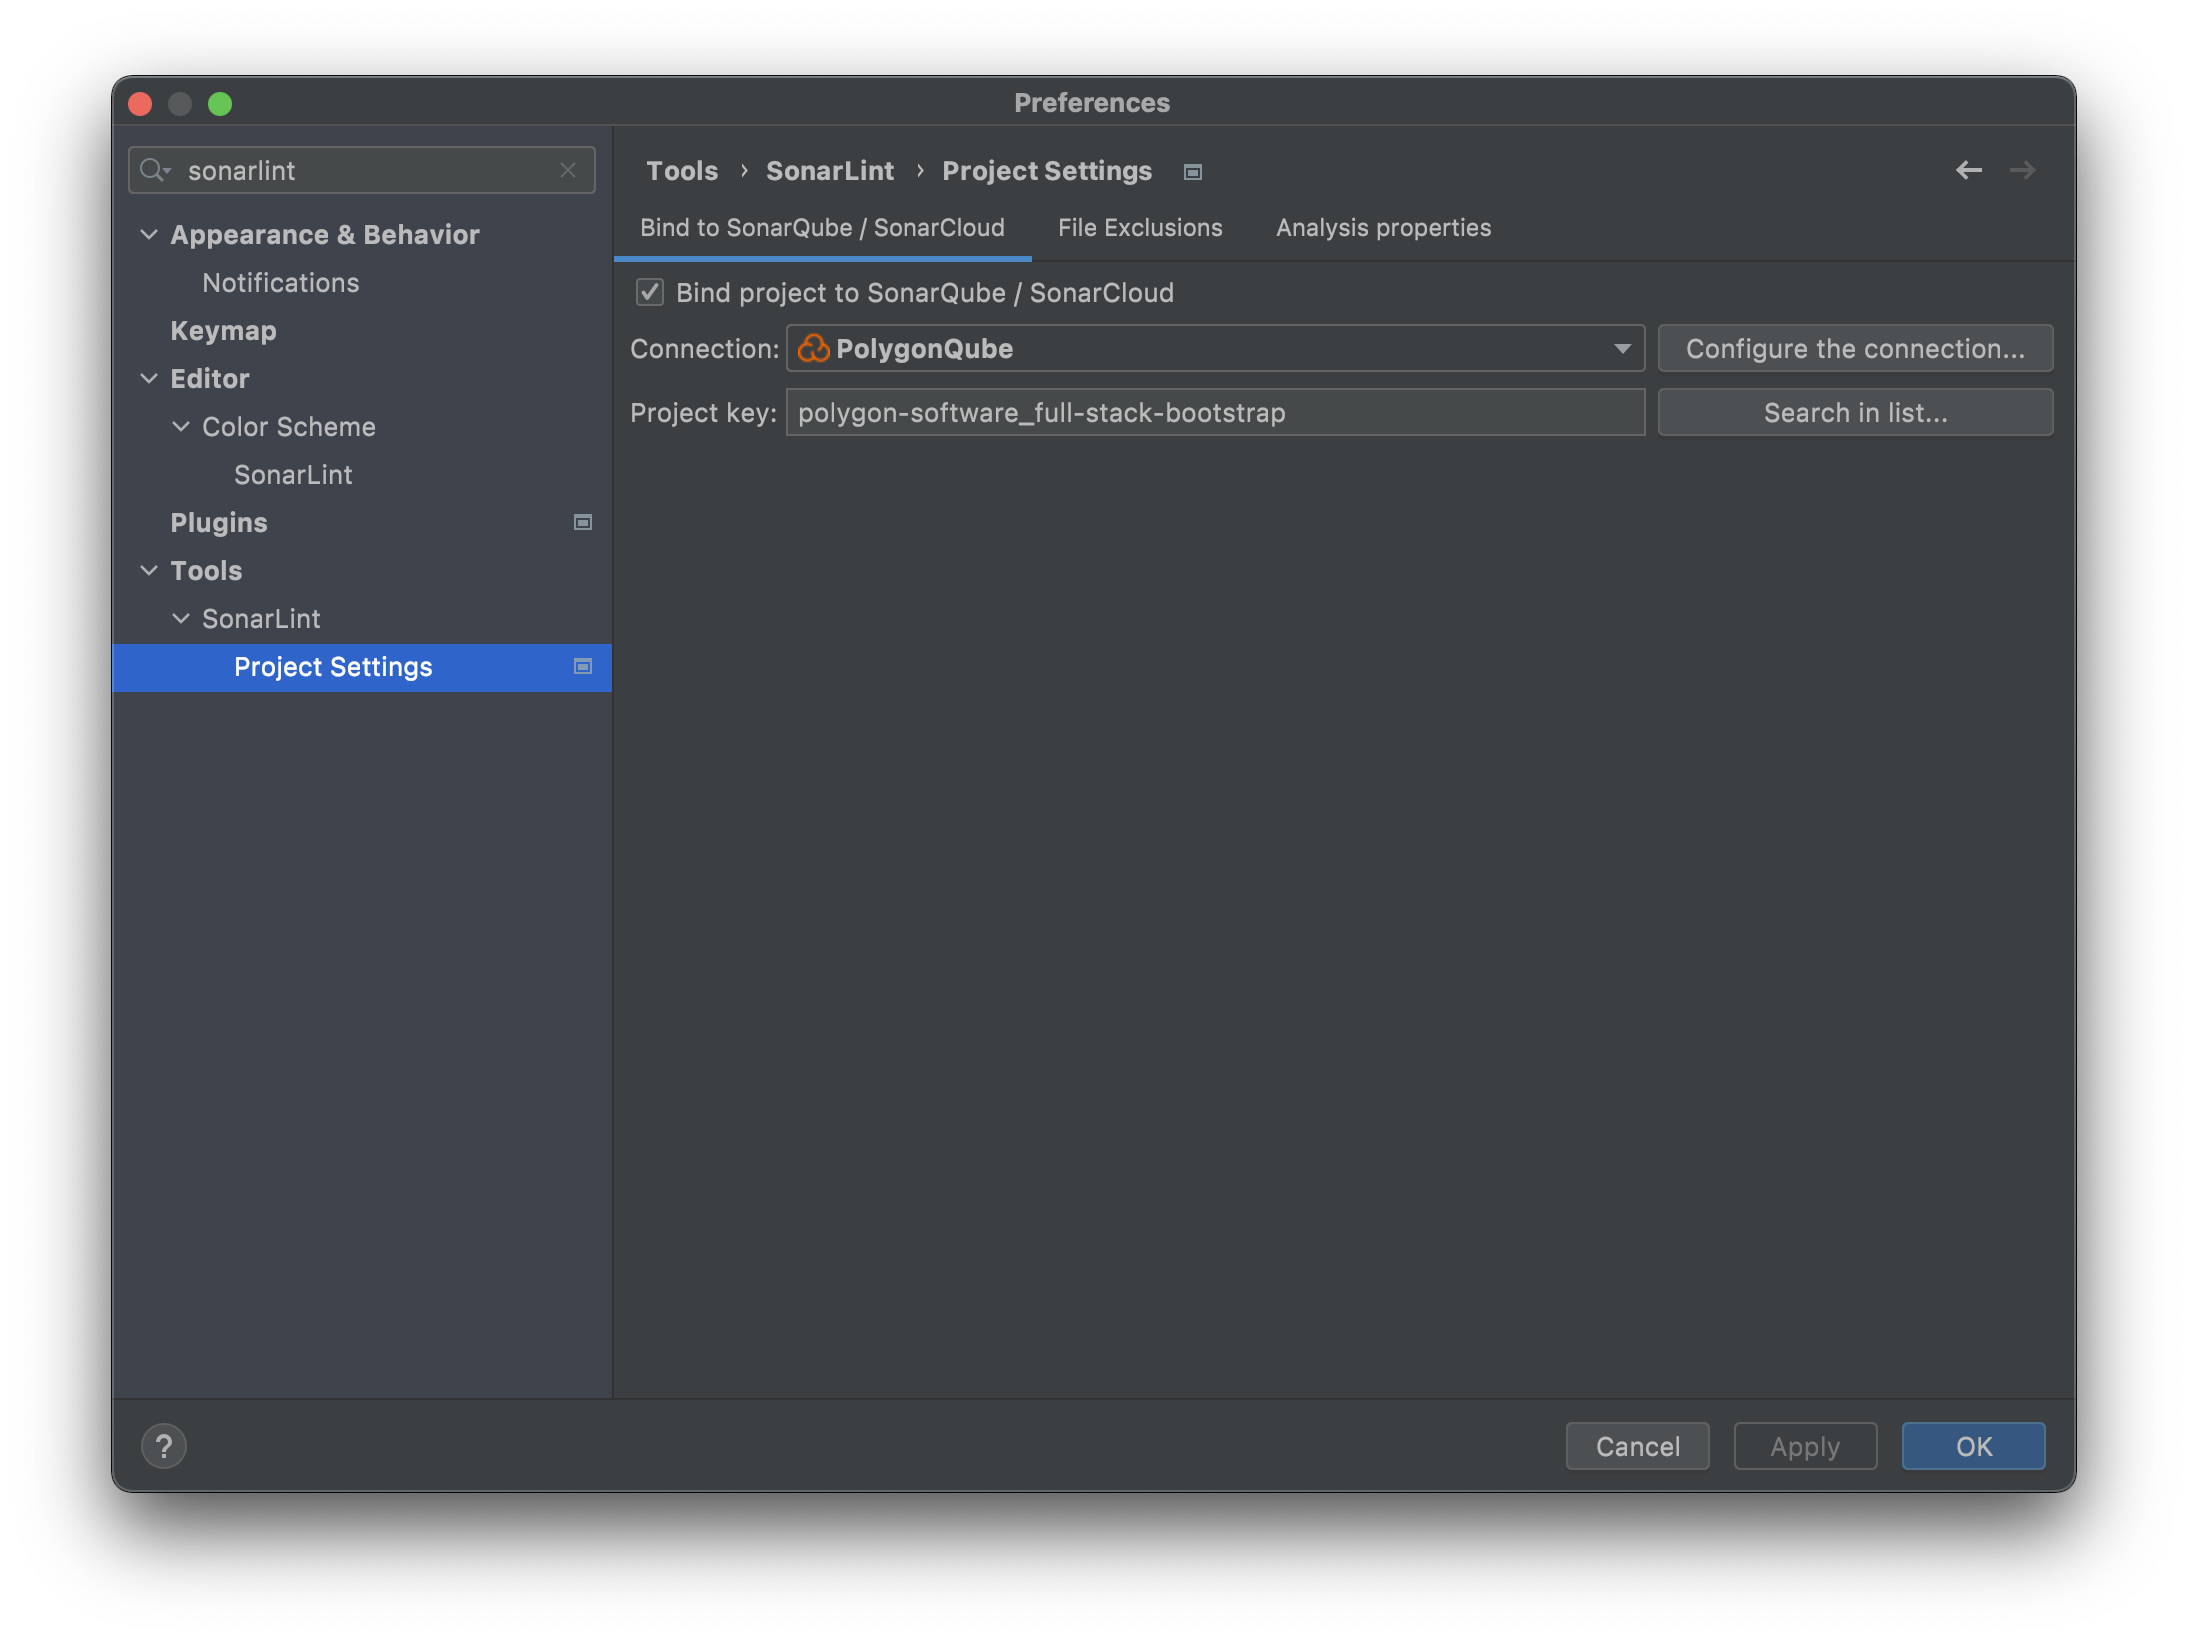 Preferences
sonarlint
Appearance & Behavior
Notifications
Keymap
Editor
Color Scheme
SonarLint
Plugins
Tools
SonarLint
Project Settings
Tools › SonarLint › Project Settings
Bind to SonarQube / SonarCloud File Exclusions Analysis properties
Bind project to SonarQube / SonarCloud
Connection: PolygonQube Configure the connection...
Project key: polygon-software_full-stack-bootstrap Search in list...
? Cancel Apply OK